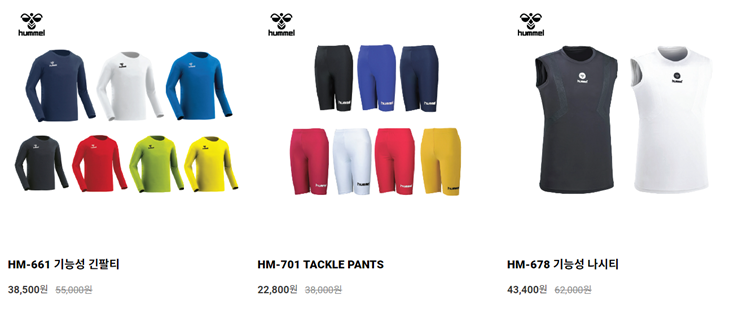 hummel
hummel
hummel
HM-661 기능성 긴팔티
38,500원 55,000원
HM-701 TACKLE PANTS
22,800원 38,000원
HM-678 기능성 나시티
43,400원 62,000원